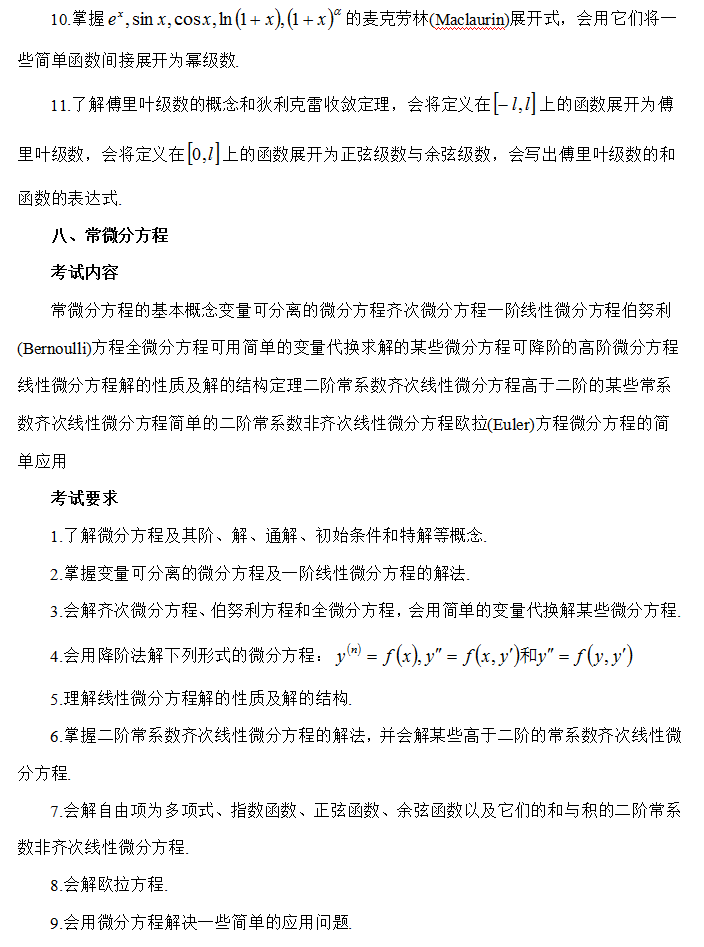 10.掌握 eˣ, sin x, cos x, ln(1+x), (1+x)^α 的麦克劳林(Maclaurin)展开式，会用它们将一
些简单函数间接展开为幂级数.
11.了解傅里叶级数的概念和狄利克雷收敛定理，会将定义在[−l,l]上的函数展开为傅
里叶级数，会将定义在[0,l]上的函数展开为正弦级数与余弦级数，会写出傅里叶级数的和
函数的表达式.
八、常微分方程
考试内容
常微分方程的基本概念变量可分离的微分方程齐次微分方程一阶线性微分方程伯努利
(Bernoulli)方程全微分方程可用简单的变量代换求解的某些微分方程可降阶的高阶微分方程
线性微分方程解的性质及解的结构定理二阶常系数齐次线性微分方程高于二阶的某些常系
数齐次线性微分方程简单的二阶常系数非齐次线性微分方程欧拉(Euler)方程微分方程的简
单应用
考试要求
1.了解微分方程及其阶、解、通解、初始条件和特解等概念.
2.掌握变量可分离的微分方程及一阶线性微分方程的解法.
3.会解齐次微分方程、伯努利方程和全微分方程，会用简单的变量代换解某些微分方程.
4.会用降阶法解下列形式的微分方程：y⁽ⁿ⁾ = f(x), y″ = f(x, y′)和y″ = f(y, y′)
5.理解线性微分方程解的性质及解的结构.
6.掌握二阶常系数齐次线性微分方程的解法，并会解某些高于二阶的常系数齐次线性微
分方程.
7.会解自由项为多项式、指数函数、正弦函数、余弦函数以及它们的和与积的二阶常系
数非齐次线性微分方程.
8.会解欧拉方程.
9.会用微分方程解决一些简单的应用问题.